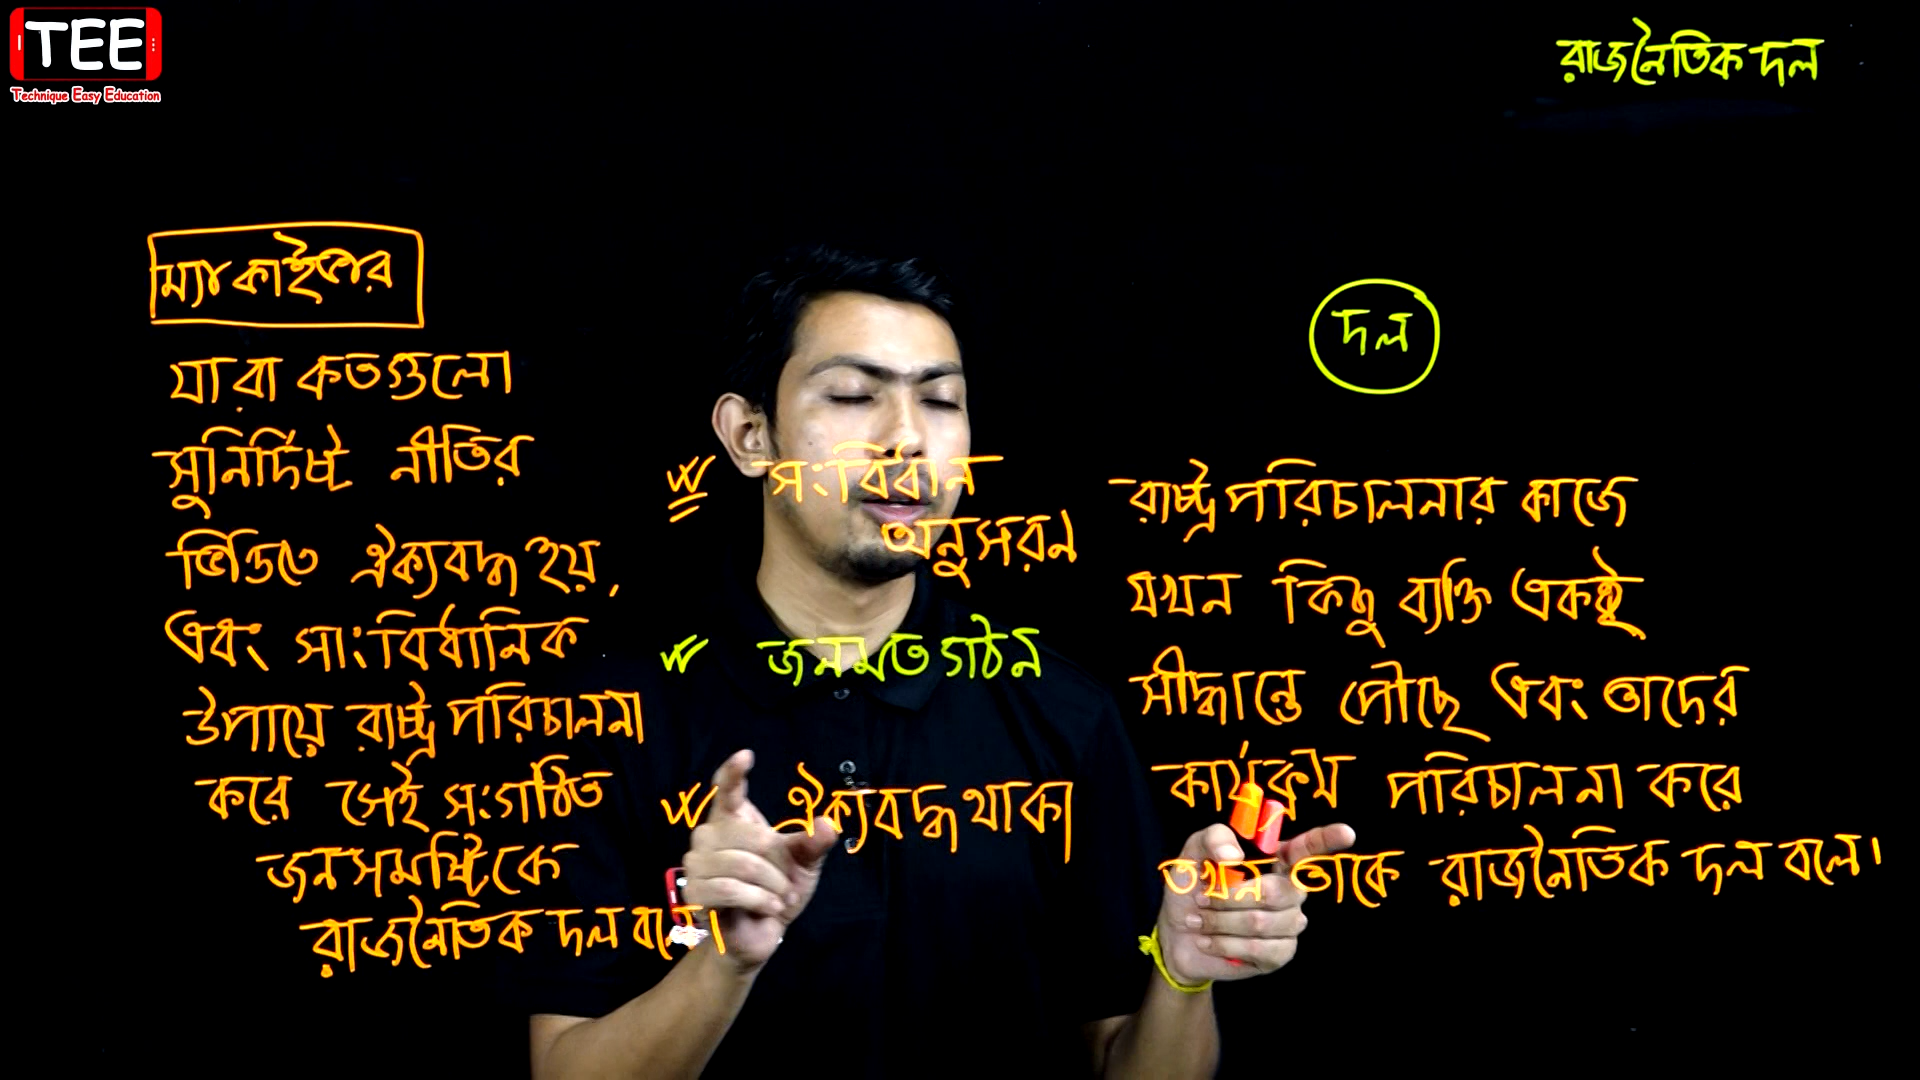 TEE
Technique Easy Education
রাজনৈতিক দল
ম্যাকাইভার
যারা কতগুলো
সুনির্দিষ্ট নীতির
ভিত্তিতে ঐক্যবদ্ধ হয়,
এবং সাংবিধানিক
উপায়ে রাষ্ট্র পরিচালনা
করে সেই সংগঠিত
জনসমষ্টিকে
রাজনৈতিক দল বলে।
সংবিধান
অনুসরন
জনমত গঠন
ঐক্যবদ্ধ থাকা
দল
রাষ্ট্র পরিচালনার কাজে
যখন কিছু ব্যক্তি একই
সীদ্ধান্তে পৌছে এবং তাদের
কার্যক্রম পরিচালনা করে
তখন তাকে রাজনৈতিক দল বলে।